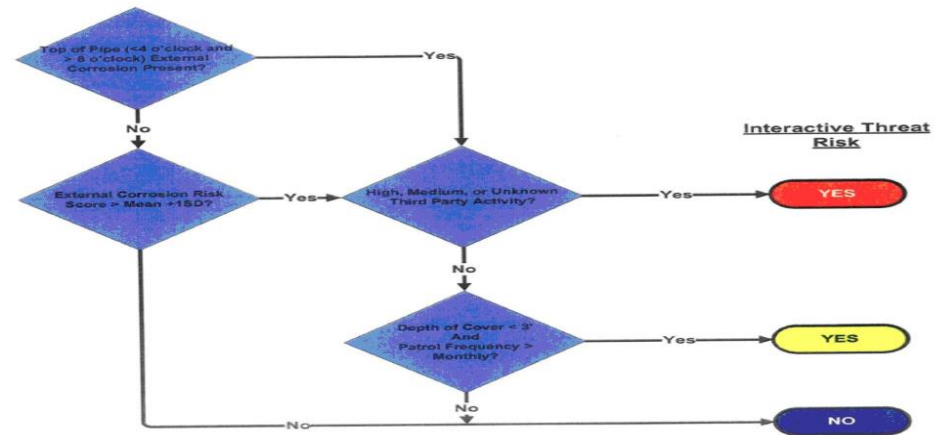 Top of Pipe (<4 o'clock and
> 8 o'clock) External
Corrosion Present?
Yes
No
Interactive Threat
Risk
External Corrosion Risk
Score > Mean +1SD?
Yes
High, Medium, or Unknown
Third Party Activity?
Yes
YES
No
Depth of Cover < 3'
And
Patrol Frequency >
Monthly?
Yes
YES
No
No
NO